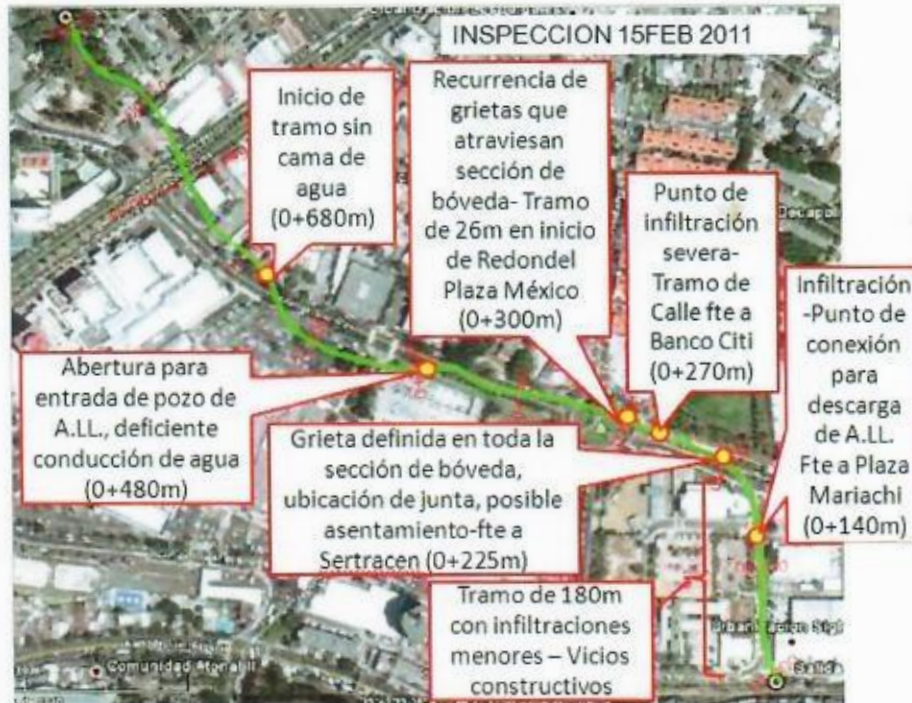 INSPECCION 15FEB 2011
Inicio de
tramo sin
cama de
agua
(0+680m)
Recurrencia de
grietas que
atraviesan
sección de
bóveda- Tramo
de 26m en inicio
de Redondel
Plaza México
(0+300m)
Punto de
infiltración
severa-
Tramo de
Calle fte a
Banco Citi
(0+270m)
Infiltración
-Punto de
conexión
para
descarga
de A.LL.
Fte a Plaza
Mariachi
(0+140m)
Abertura para
entrada de pozo de
A.LL., deficiente
conducción de agua
(0+480m)
Grieta definida en toda la
sección de bóveda,
ubicación de junta, posible
asentamiento-fte a
Sertracen (0+225m)
Tramo de 180m
con infiltraciones
menores – Vicios
constructivos
Comunidad Atonal II